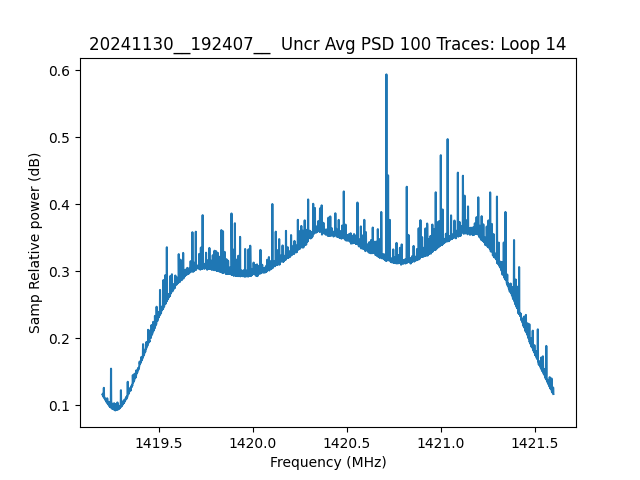 20241130__192407__  Uncr Avg PSD 100 Traces: Loop 14
0.6
0.5
0.4
0.3
0.2
0.1
Samp Relative power (dB)
1419.5 1420.0 1420.5 1421.0 1421.5
Frequency (MHz)